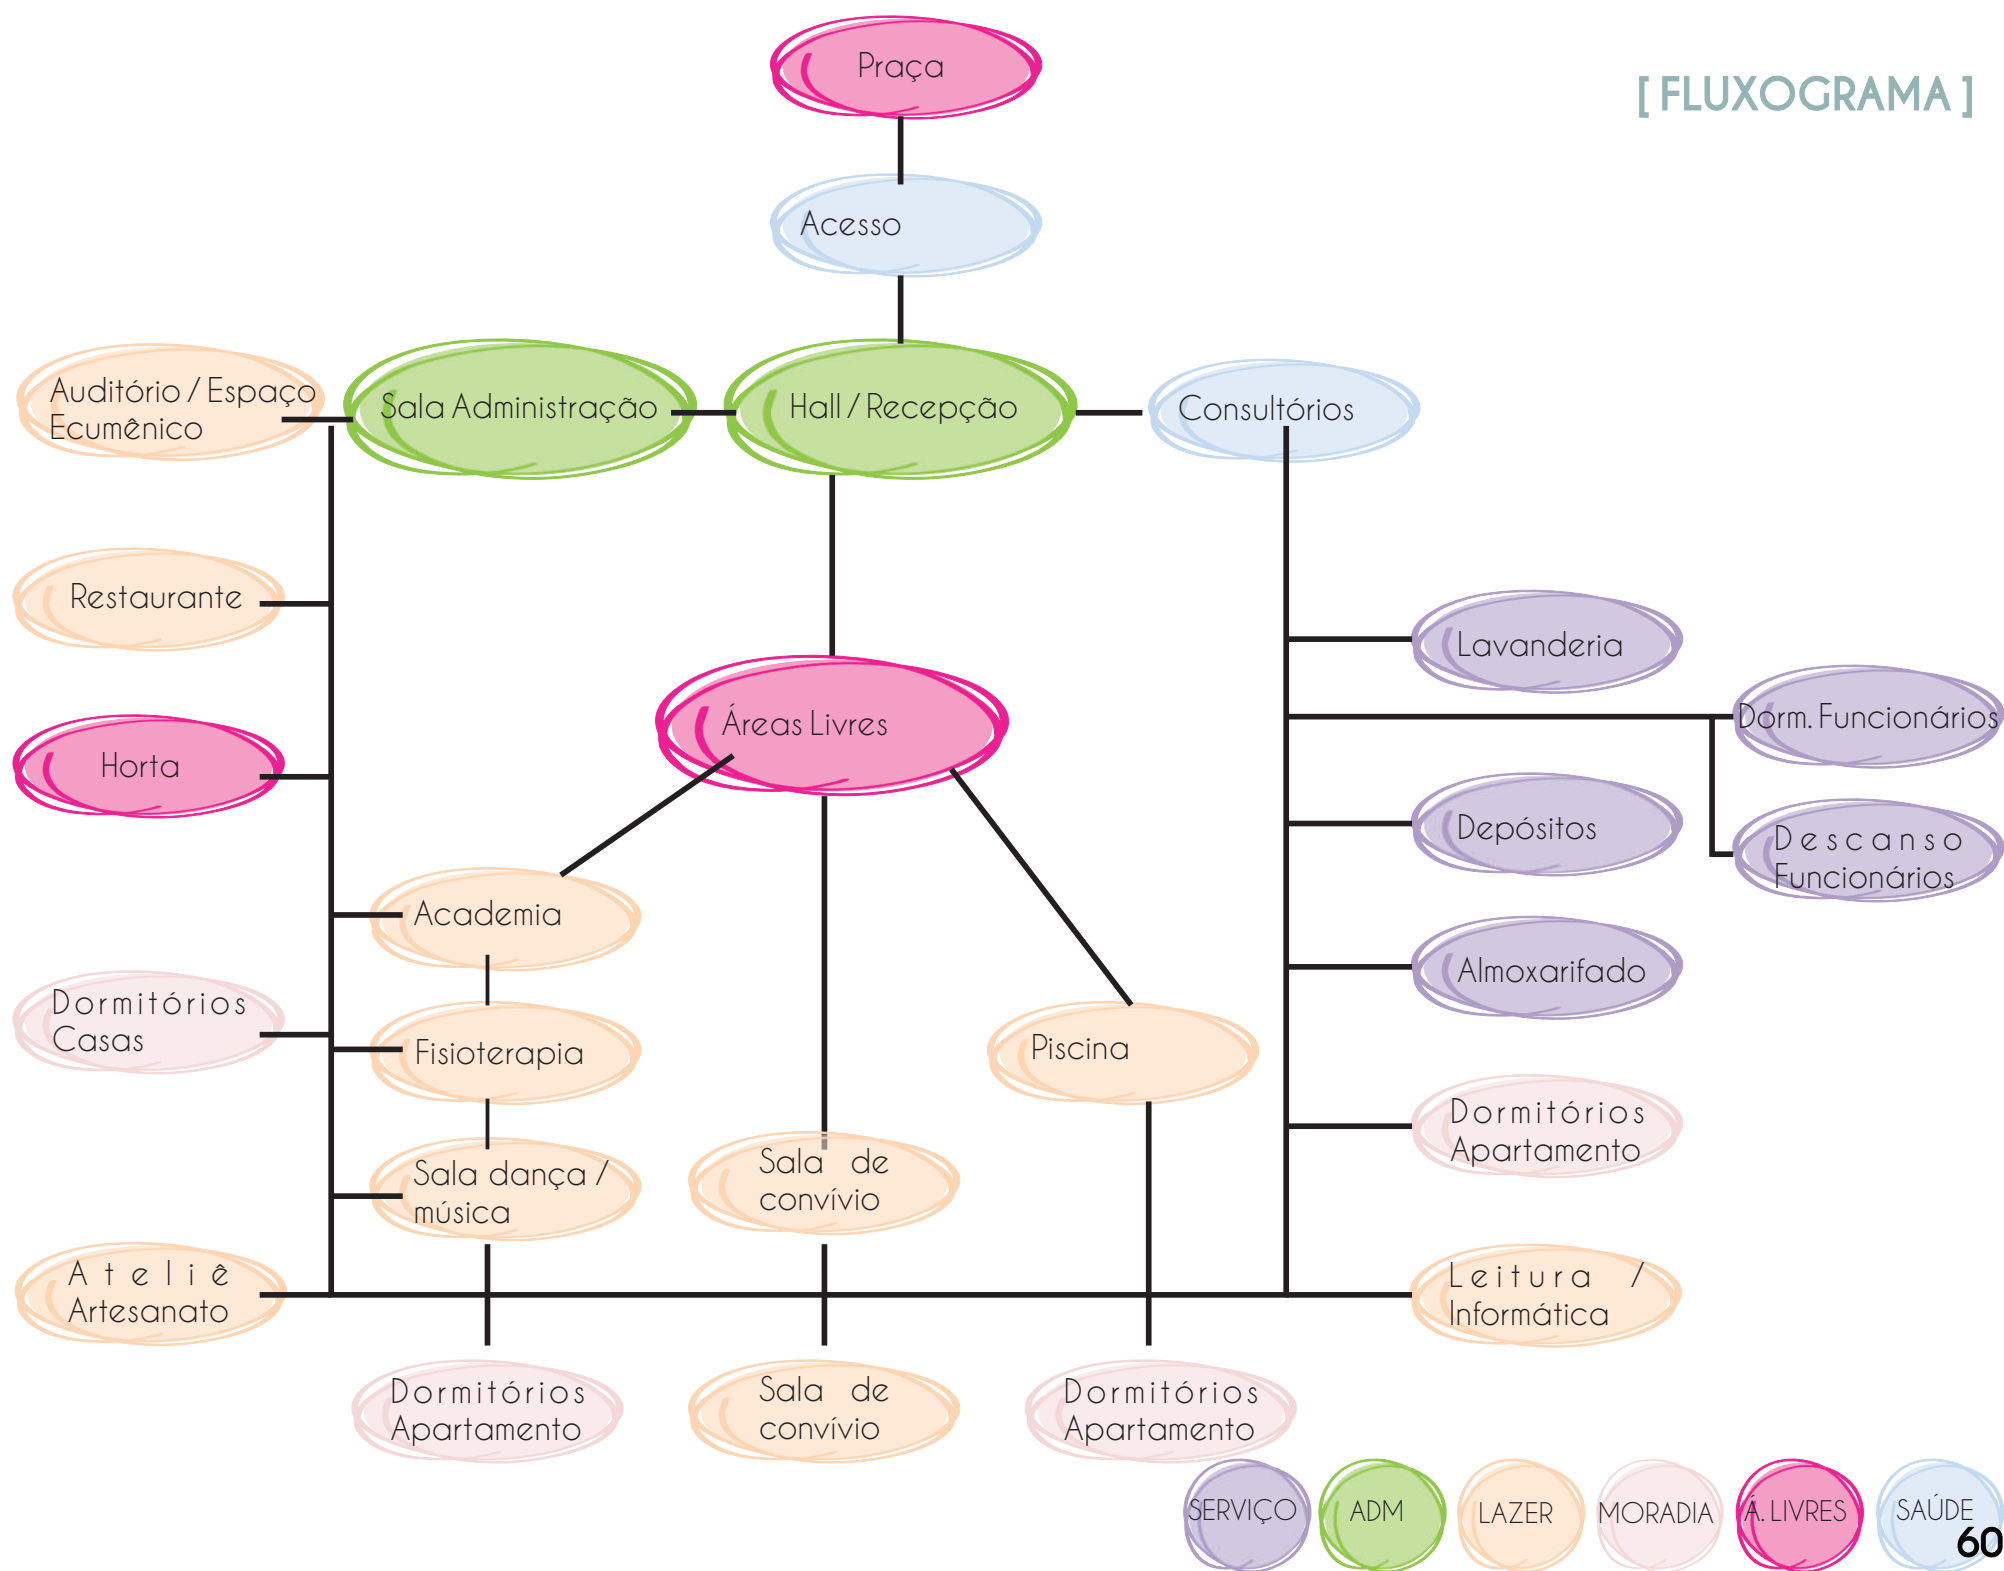 Praça
[ FLUXOGRAMA ]
Acesso
Auditório / Espaço
Ecumênico
Sala Administração
Hall / Recepção
Consultórios
Restaurante
Lavanderia
Áreas Livres
Dorm. Funcionários
Horta
Depósitos
Descanso
Funcionários
Academia
Almoxarifado
Dormitórios
Casas
Fisioterapia
Piscina
Dormitórios
Apartamento
Sala dança /
música
Sala de
convívio
Ateliê
Artesanato
Leitura /
Informática
Dormitórios
Apartamento
Sala de
convívio
Dormitórios
Apartamento
SERVIÇO
ADM
LAZER
MORADIA
Á. LIVRES
SAÚDE
60